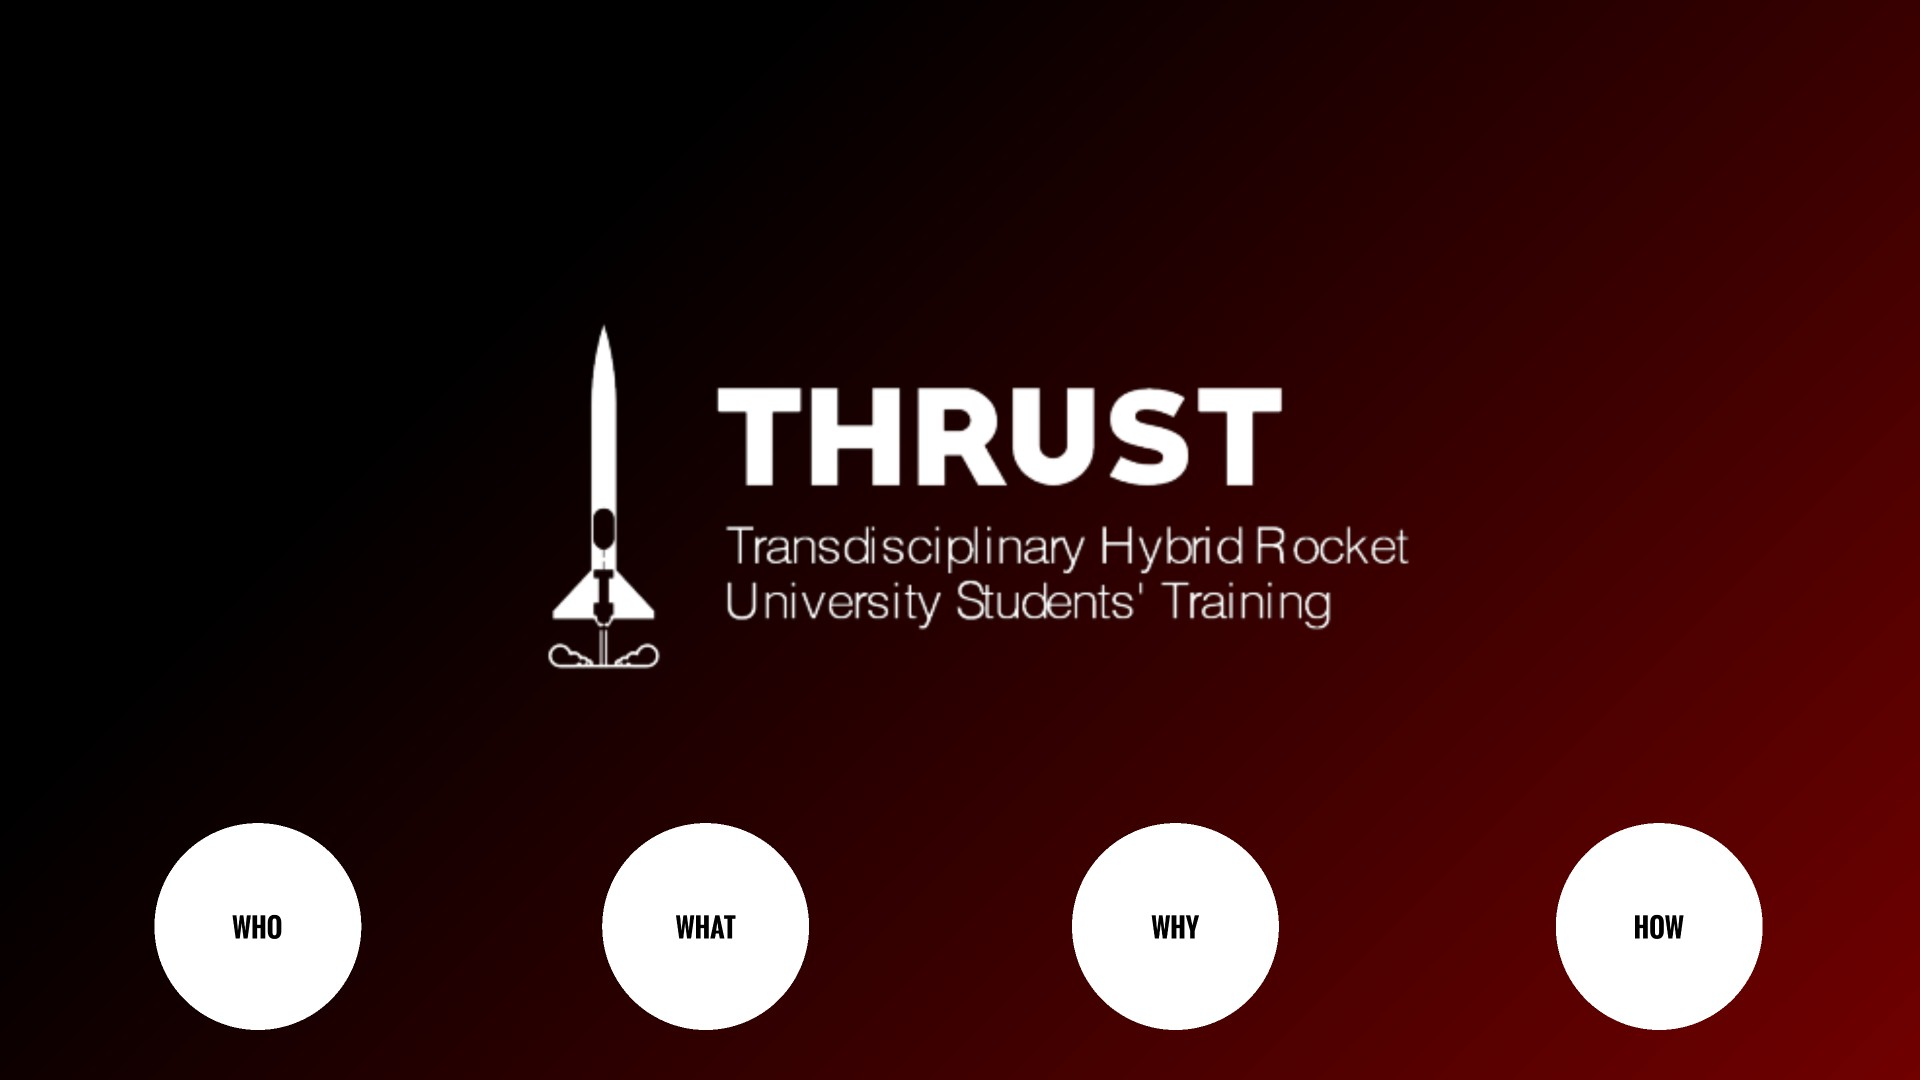 THRUST
Transdisciplinary Hybrid Rocket
University Students' Training
WHO
WHAT
WHY
HOW